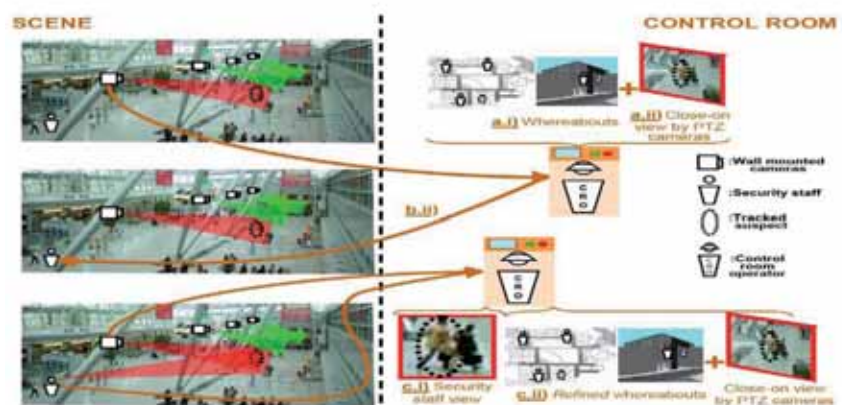 SCENE
CONTROL ROOM
a.i) Whereabouts
a.ii) Close-on
view by PTZ
cameras
:Wall mounted
cameras
:Security staff
:Tracked
suspect
:Control
room
operator
C
R
O
b.ii)
C
R
O
c.i) Security
staff view
c.ii) Refined whereabouts
Close-on view
by PTZ cameras